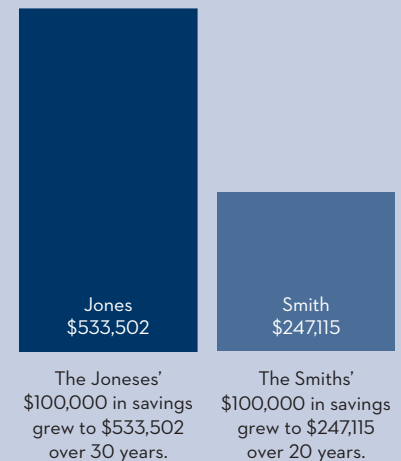 Jones
$533,502
Smith
$247,115
The Joneses’
$100,000 in savings
grew to $533,502
over 30 years.
The Smiths’
$100,000 in savings
grew to $247,115
over 20 years.